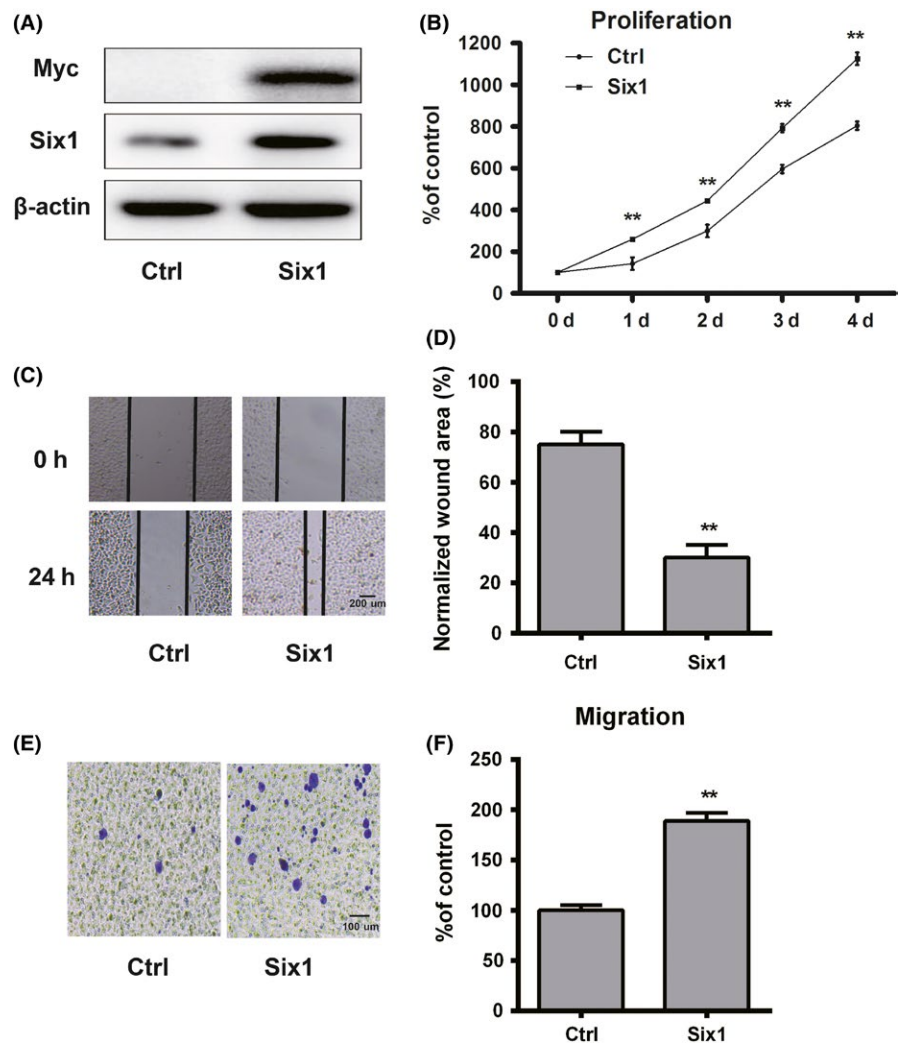 (A)
Myc
Six1
β-actin
Ctrl Six1
(B)
Proliferation
Ctrl
Six1
%of control
1200
1000
800
600
400
200
0
** ** ** **
0 d 1 d 2 d 3 d 4 d
(C)
0 h
24 h
200 um
Ctrl Six1
(D)
Normalized wound area (%)
100
80
60
40
20
0
**
Ctrl Six1
(E)
100 um
Ctrl Six1
(F)
Migration
%of control
250
200
150
100
50
0
**
Ctrl Six1